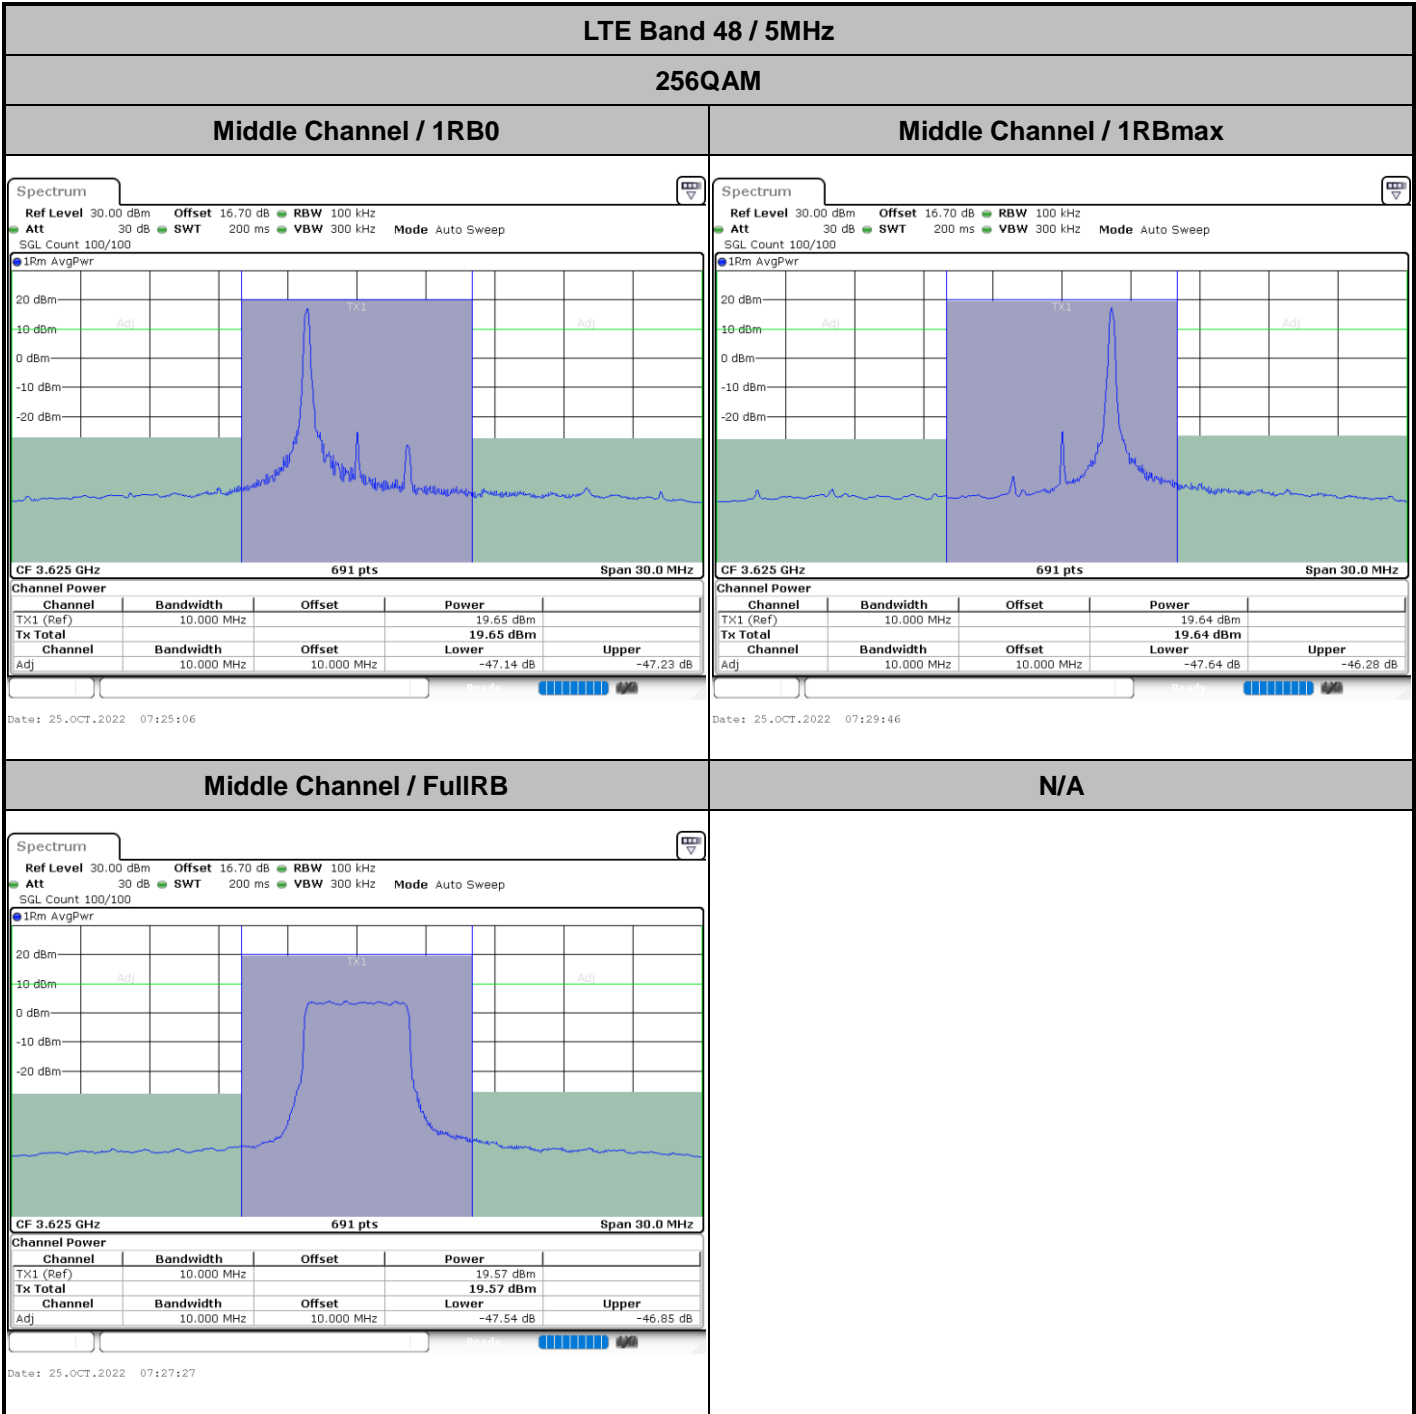 LTE Band 48 / 5MHz
256QAM
Middle Channel / 1RB0
Middle Channel / 1RBmax
Spectrum
Ref Level 30.00 dBm Offset 16.70 dB RBW 100 kHz
Att 30 dB SWT 200 ms VBW 300 kHz Mode Auto Sweep
SGL Count 100/100
1Rm AvgPwr
TX1
Adj
Adj
20 dBm
10 dBm
0 dBm
-10 dBm
-20 dBm
CF 3.625 GHz 691 pts Span 30.0 MHz
Channel Power
Channel Bandwidth Offset Power
TX1 (Ref) 10.000 MHz 19.65 dBm
Tx Total 19.65 dBm
Channel Bandwidth Offset Lower Upper
Adj 10.000 MHz 10.000 MHz -47.14 dB -47.23 dB
Ready
Date: 25.OCT.2022 07:25:06
Spectrum
Ref Level 30.00 dBm Offset 16.70 dB RBW 100 kHz
Att 30 dB SWT 200 ms VBW 300 kHz Mode Auto Sweep
SGL Count 100/100
1Rm AvgPwr
TX1
Adj
Adj
20 dBm
10 dBm
0 dBm
-10 dBm
-20 dBm
CF 3.625 GHz 691 pts Span 30.0 MHz
Channel Power
Channel Bandwidth Offset Power
TX1 (Ref) 10.000 MHz 19.64 dBm
Tx Total 19.64 dBm
Channel Bandwidth Offset Lower Upper
Adj 10.000 MHz 10.000 MHz -47.64 dB -46.28 dB
Ready
Date: 25.OCT.2022 07:29:46
Middle Channel / FullRB
N/A
Spectrum
Ref Level 30.00 dBm Offset 16.70 dB RBW 100 kHz
Att 30 dB SWT 200 ms VBW 300 kHz Mode Auto Sweep
SGL Count 100/100
1Rm AvgPwr
TX1
Adj
Adj
20 dBm
10 dBm
0 dBm
-10 dBm
-20 dBm
CF 3.625 GHz 691 pts Span 30.0 MHz
Channel Power
Channel Bandwidth Offset Power
TX1 (Ref) 10.000 MHz 19.57 dBm
Tx Total 19.57 dBm
Channel Bandwidth Offset Lower Upper
Adj 10.000 MHz 10.000 MHz -47.54 dB -46.85 dB
Ready
Date: 25.OCT.2022 07:27:27